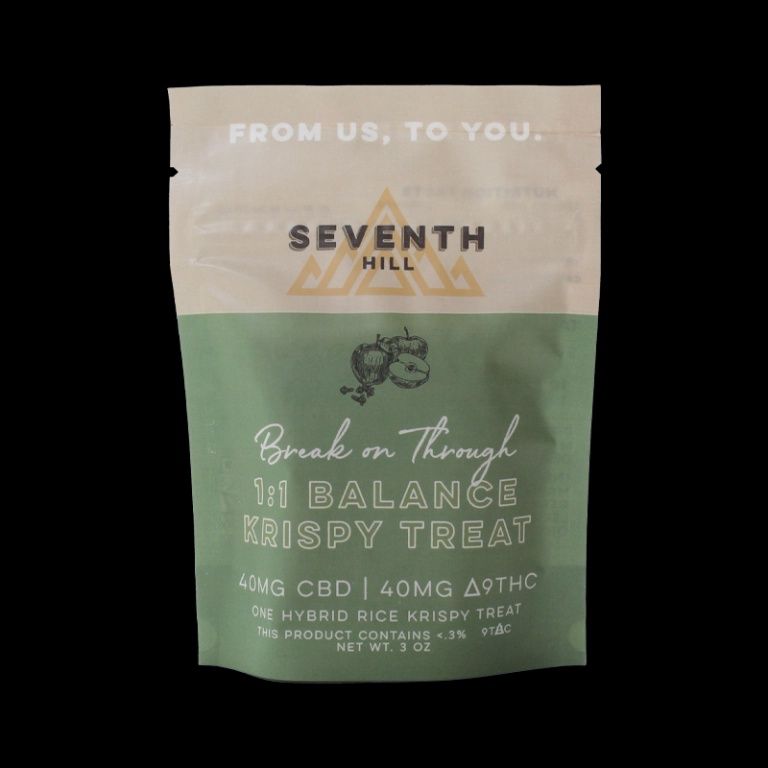 FROM US, TO YOU.
SEVENTH
HILL
Break on Through
1:1 BALANCE
KRISPY TREAT
40MG CBD | 40MG Δ9THC
ONE HYBRID RICE KRISPY TREAT
THIS PRODUCT CONTAINS <.3% 9TΔC
NET WT. 3 OZ